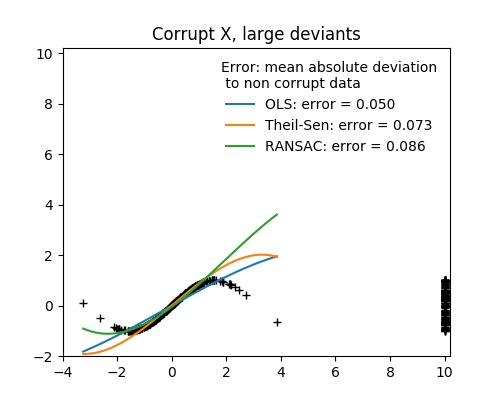 Corrupt X, large deviants
Error: mean absolute deviation
to non corrupt data
OLS: error = 0.050
Theil-Sen: error = 0.073
RANSAC: error = 0.086
10
8
6
4
2
0
−2
−4 −2 0 2 4 6 8 10